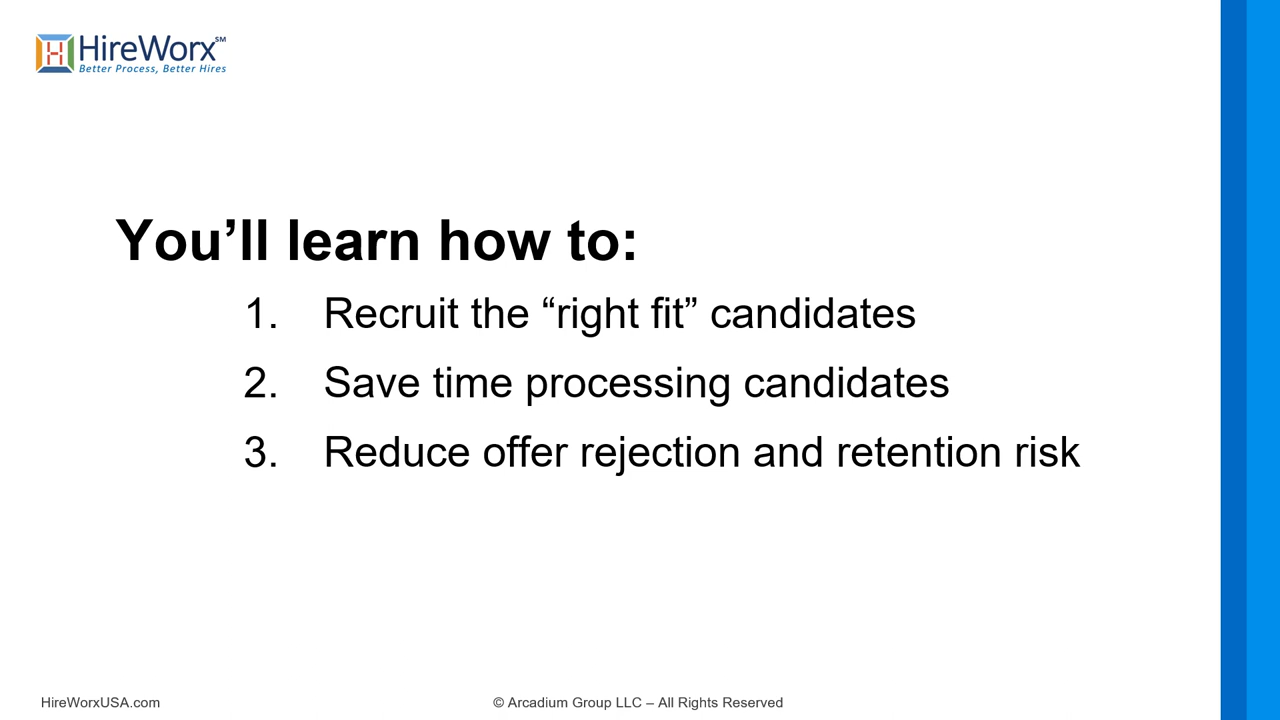 HireWorx℠
Better Process, Better Hires
You’ll learn how to:
1. Recruit the “right fit” candidates
2. Save time processing candidates
3. Reduce offer rejection and retention risk
HireWorxUSA.com
© Arcadium Group LLC – All Rights Reserved